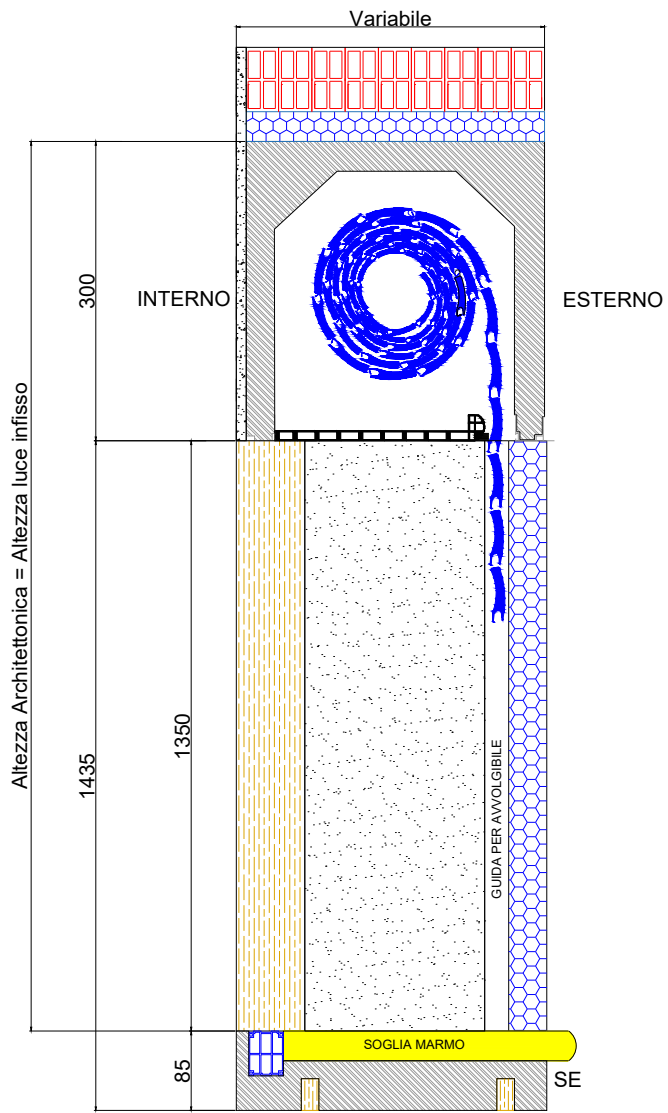 Variabile
300
INTERNO
ESTERNO
Altezza Architettonica = Altezza luce infisso
1435
1350
GUIDA PER AVVOLGIBILE
SOGLIA MARMO
85
SE